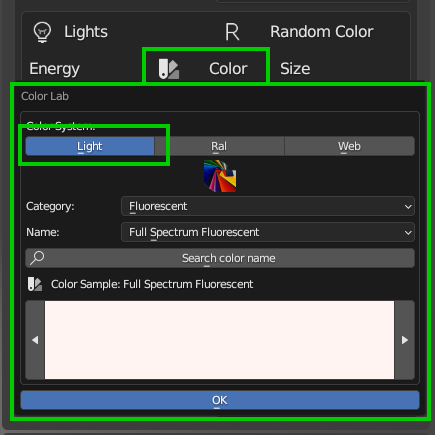 Lights R Random Color
Energy Color Size
Color Lab
Color System:
Light Ral Web
Category: Fluorescent
Name: Full Spectrum Fluorescent
Search color name
Color Sample: Full Spectrum Fluorescent
OK